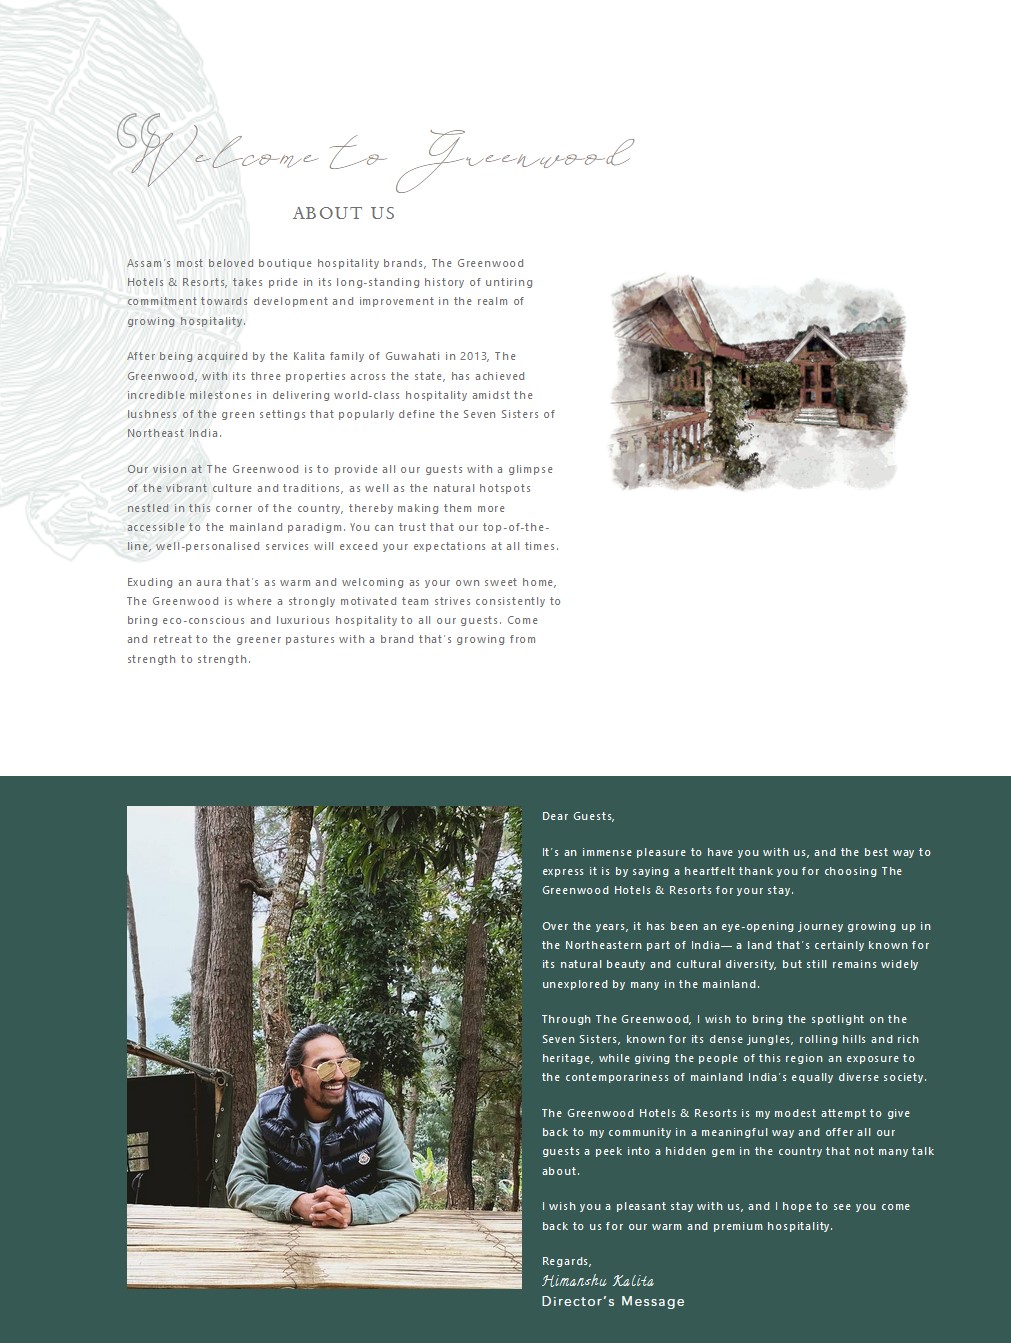 “Welcome to Greenwood
ABOUT US
Assam's most beloved boutique hospitality brands, The Greenwood
Hotels & Resorts, takes pride in its long-standing history of untiring
commitment towards development and improvement in the realm of
growing hospitality.
After being acquired by the Kalita family of Guwahati in 2013, The
Greenwood, with its three properties across the state, has achieved
incredible milestones in delivering world-class hospitality amidst the
lushness of the green settings that popularly define the Seven Sisters of
Northeast India.
Our vision at The Greenwood is to provide all our guests with a glimpse
of the vibrant culture and traditions, as well as the natural hotspots
nestled in this corner of the country, thereby making them more
accessible to the mainland paradigm. You can trust that our top-of-the-
line, well-personalised services will exceed your expectations at all times.
Exuding an aura that's as warm and welcoming as your own sweet home,
The Greenwood is where a strongly motivated team strives consistently to
bring eco-conscious and luxurious hospitality to all our guests. Come
and retreat to the greener pastures with a brand that's growing from
strength to strength.
Dear Guests,
It's an immense pleasure to have you with us, and the best way to
express it is by saying a heartfelt thank you for choosing The
Greenwood Hotels & Resorts for your stay.
Over the years, it has been an eye-opening journey growing up in
the Northeastern part of India— a land that's certainly known for
its natural beauty and cultural diversity, but still remains widely
unexplored by many in the mainland.
Through The Greenwood, I wish to bring the spotlight on the
Seven Sisters, known for its dense jungles, rolling hills and rich
heritage, while giving the people of this region an exposure to
the contemporariness of mainland India's equally diverse society.
The Greenwood Hotels & Resorts is my modest attempt to give
back to my community in a meaningful way and offer all our
guests a peek into a hidden gem in the country that not many talk
about.
I wish you a pleasant stay with us, and I hope to see you come
back to us for our warm and premium hospitality.
Regards,
Himanshu Kalita
Director's Message